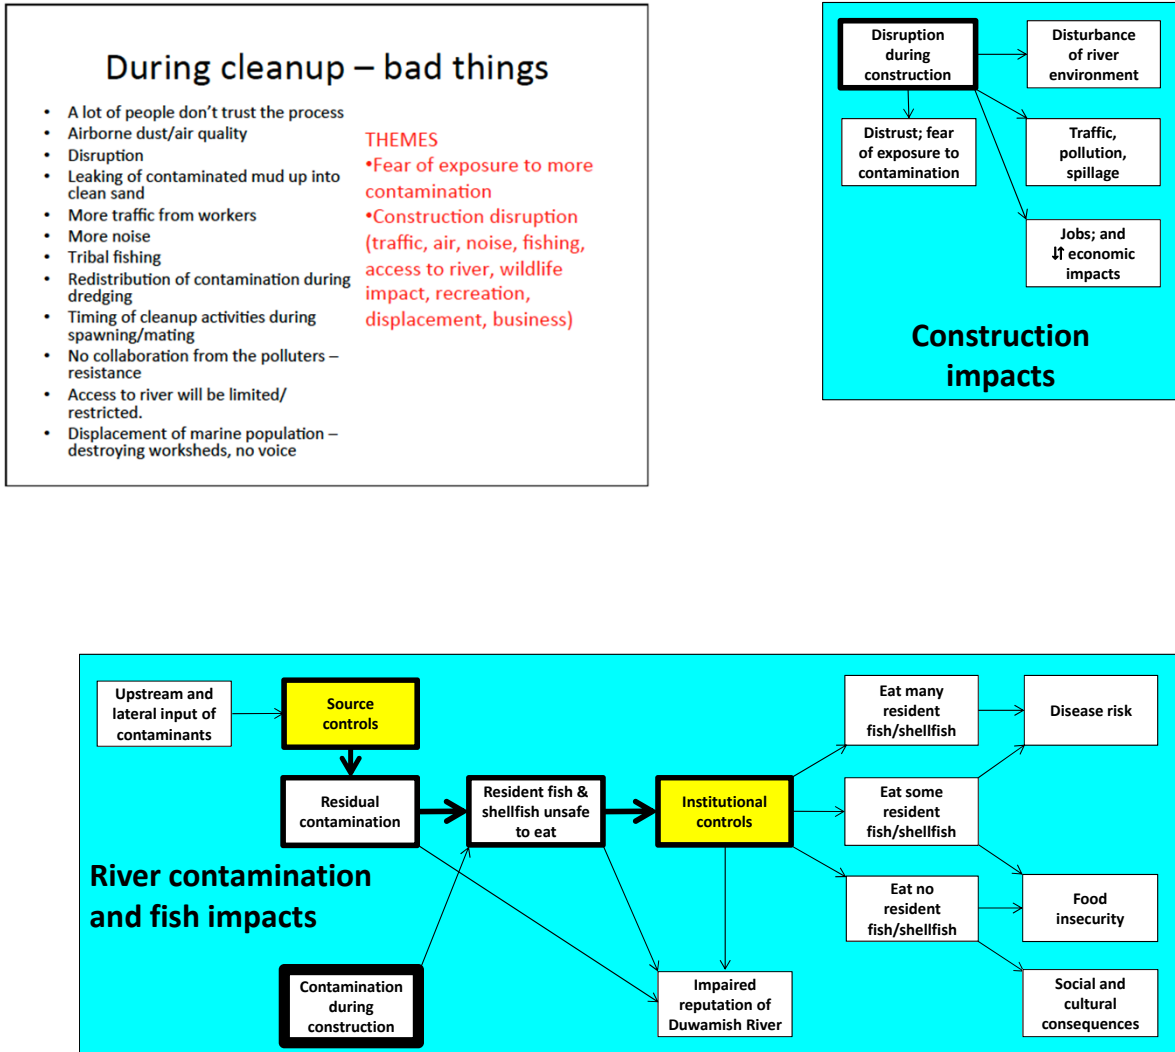 During cleanup – bad things
• A lot of people don't trust the process
• Airborne dust/air quality
• Disruption
• Leaking of contaminated mud up into
clean sand
• More traffic from workers
• More noise
• Tribal fishing
• Redistribution of contamination during
dredging
• Timing of cleanup activities during
spawning/mating
• No collaboration from the polluters –
resistance
• Access to river will be limited/
restricted.
• Displacement of marine population –
destroying worksheds, no voice
THEMES
•Fear of exposure to more
contamination
•Construction disruption
(traffic, air, noise, fishing,
access to river, wildlife
impact, recreation,
displacement, business)
Disruption
during
construction
Disturbance
of river
environment
Distrust; fear
of exposure to
contamination
Traffic,
pollution,
spillage
Jobs; and
↓↑ economic
impacts
Construction
impacts
Upstream and
lateral input of
contaminants
Source
controls
Residual
contamination
Resident fish &
shellfish unsafe
to eat
Institutional
controls
Eat many
resident
fish/shellfish
Disease risk
Eat some
resident
fish/shellfish
Eat no
resident
fish/shellfish
Food
insecurity
River contamination
and fish impacts
Contamination
during
construction
Impaired
reputation of
Duwamish River
Social and
cultural
consequences